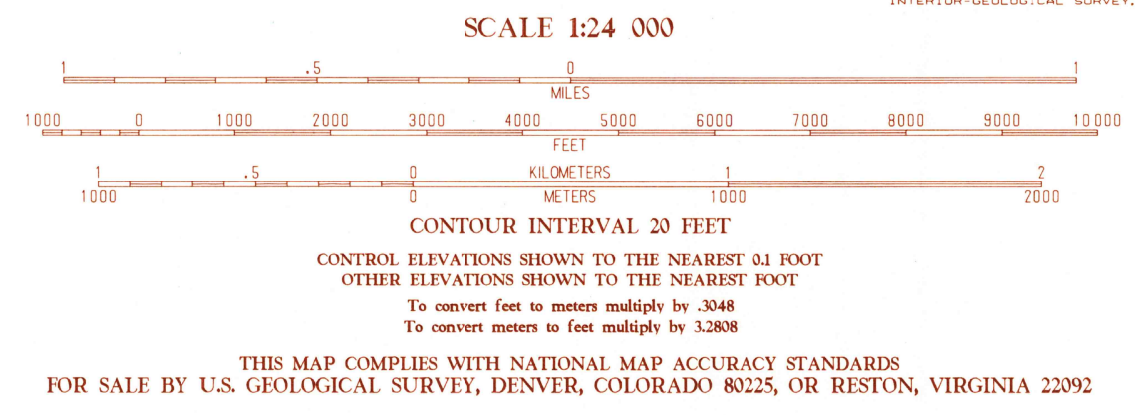 INTERIOR-GEOLOGICAL SURVEY,
SCALE 1:24 000
1 .5 0 1
MILES
1000 0 1000 2000 3000 4000 5000 6000 7000 8000 9000 10000
FEET
1 .5 0 KILOMETERS 1 2
1000 0 METERS 1000 2000
CONTOUR INTERVAL 20 FEET
CONTROL ELEVATIONS SHOWN TO THE NEAREST 0.1 FOOT
OTHER ELEVATIONS SHOWN TO THE NEAREST FOOT
To convert feet to meters multiply by .3048
To convert meters to feet multiply by 3.2808
THIS MAP COMPLIES WITH NATIONAL MAP ACCURACY STANDARDS
FOR SALE BY U.S. GEOLOGICAL SURVEY, DENVER, COLORADO 80225, OR RESTON, VIRGINIA 22092